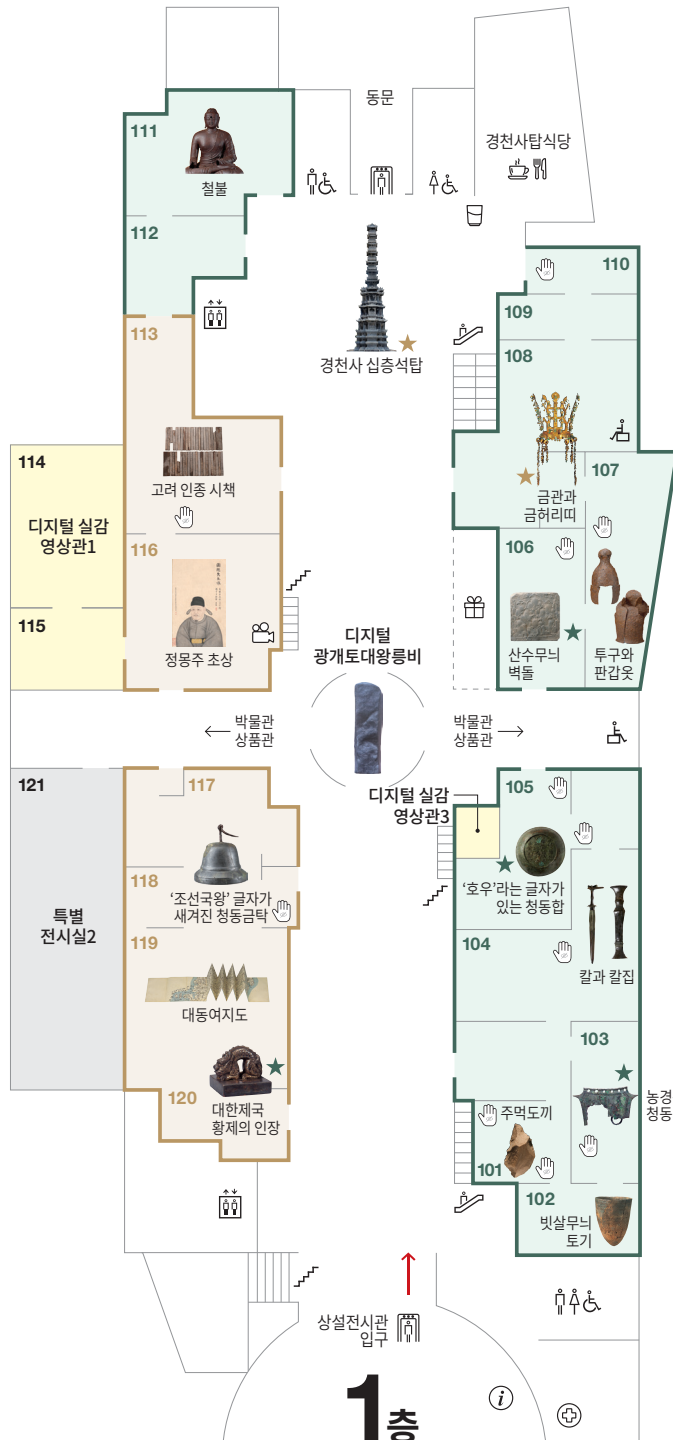 동문
경천사탑식당
111
철불
112
110
109
108
113
경천사 십층석탑
114
디지털 실감
영상관1
고려 인종 시책
금관과
금허리띠
107
106
116
115
정몽주 초상
디지털
광개토대왕릉비
산수무늬
벽돌
투구와
판갑옷
박물관
상품관
박물관
상품관
121
117
디지털 실감
영상관3
105
118
‘조선국왕’ 글자가
새겨진 청동금탁
‘호우’라는 글자가
있는 청동합
특별
전시실2
119
104
칼과 칼집
대동여지도
103
120
대한제국
황제의 인장
농경
청동
주먹도끼
101
102
빗살무늬
토기
상설전시관
입구
i
1층